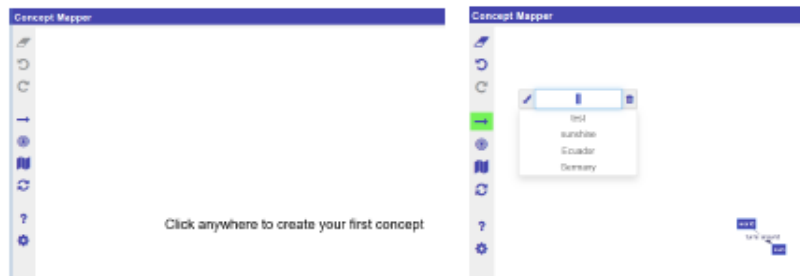 Concept Mapper
Click anywhere to create your first concept
?
Concept Mapper
test
sunshine
Ecuador
Germany
?